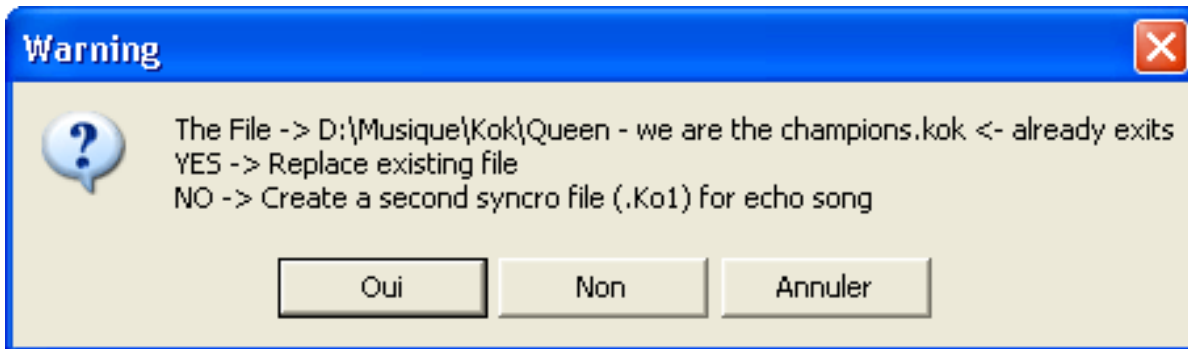 Warning
The File -> D:\Musique\Kok\Queen - we are the champions.kok <- already exits
YES -> Replace existing file
NO -> Create a second syncro file (.Ko1) for echo song
Oui Non Annuler